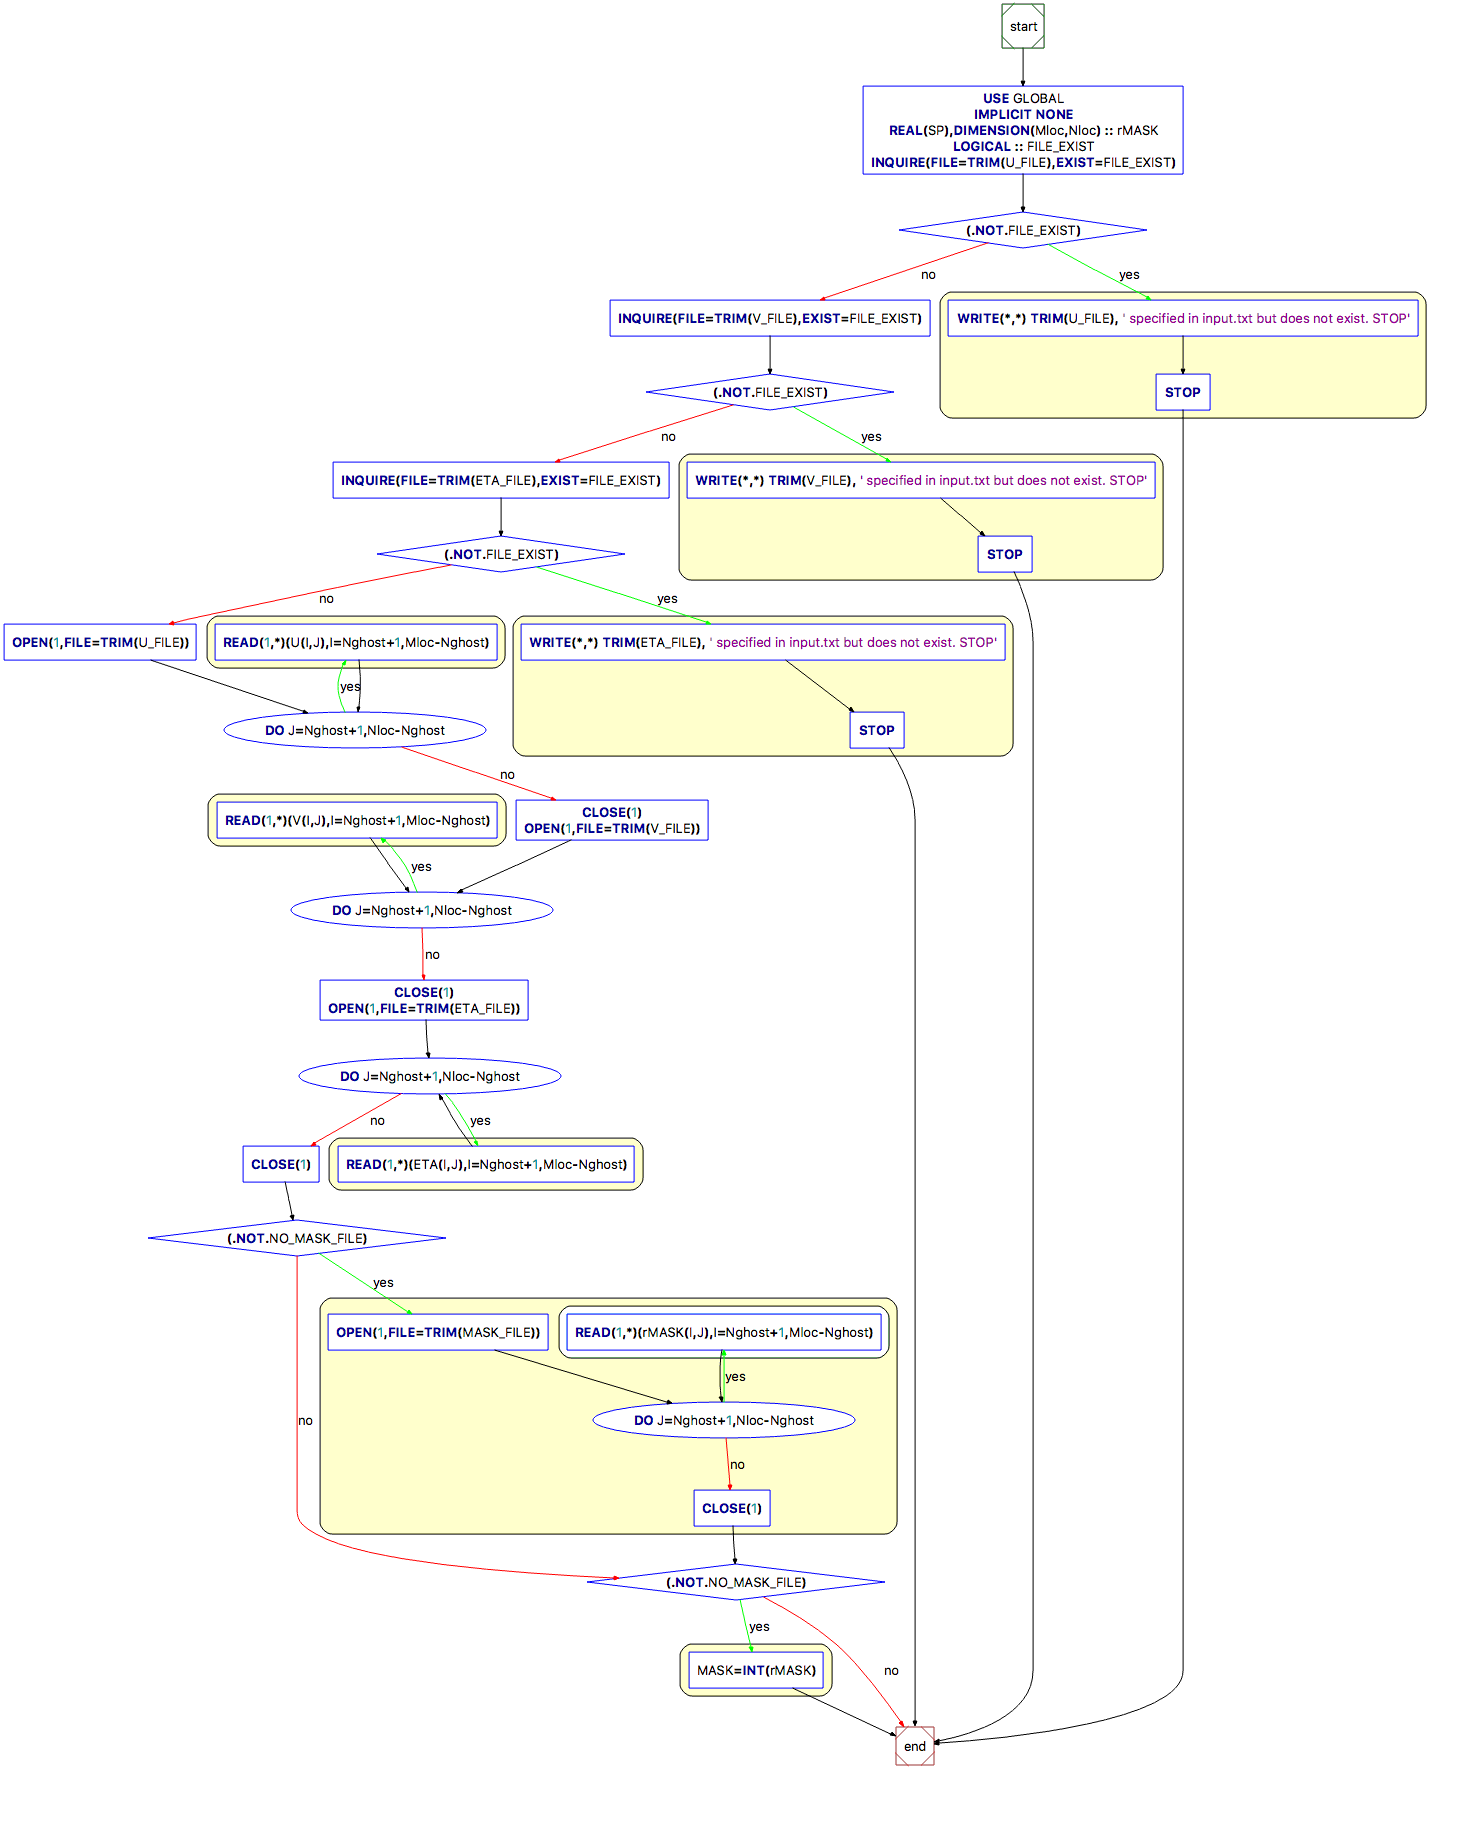 start
USE GLOBAL
IMPLICIT NONE
REAL(SP),DIMENSION(Mloc,Nloc) :: rMASK
LOGICAL :: FILE_EXIST
INQUIRE(FILE=TRIM(U_FILE),EXIST=FILE_EXIST)
(.NOT.FILE_EXIST)
no
yes
INQUIRE(FILE=TRIM(V_FILE),EXIST=FILE_EXIST)
WRITE(*,*) TRIM(U_FILE), ' specified in input.txt but does not exist. STOP'
(.NOT.FILE_EXIST)
STOP
no
yes
INQUIRE(FILE=TRIM(ETA_FILE),EXIST=FILE_EXIST)
WRITE(*,*) TRIM(V_FILE), ' specified in input.txt but does not exist. STOP'
(.NOT.FILE_EXIST)
STOP
no
yes
OPEN(1,FILE=TRIM(U_FILE))
READ(1,*)(U(I,J),I=Nghost+1,Mloc-Nghost)
WRITE(*,*) TRIM(ETA_FILE), ' specified in input.txt but does not exist. STOP'
yes
DO J=Nghost+1,Nloc-Nghost
STOP
no
READ(1,*)(V(I,J),I=Nghost+1,Mloc-Nghost)
CLOSE(1)
OPEN(1,FILE=TRIM(V_FILE))
yes
DO J=Nghost+1,Nloc-Nghost
no
CLOSE(1)
OPEN(1,FILE=TRIM(ETA_FILE))
DO J=Nghost+1,Nloc-Nghost
no
yes
CLOSE(1)
READ(1,*)(ETA(I,J),I=Nghost+1,Mloc-Nghost)
(.NOT.NO_MASK_FILE)
yes
OPEN(1,FILE=TRIM(MASK_FILE))
READ(1,*)(rMASK(I,J),I=Nghost+1,Mloc-Nghost)
yes
no
DO J=Nghost+1,Nloc-Nghost
no
CLOSE(1)
(.NOT.NO_MASK_FILE)
yes
MASK=INT(rMASK)
no
end